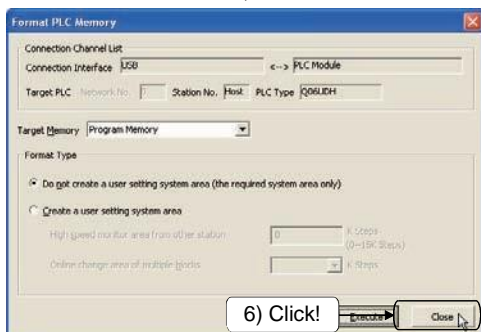 Format PLC Memory
Connection Channel List
Connection Interface USB <--> PLC Module
Target PLC Network No. 0 Station No. Host PLC Type Q06UDH
Target Memory Program Memory
Format Type
Do not create a user setting system area (the required system area only)
Create a user setting system area
High speed monitor area from other station 0 K Steps
(0--15K Steps)
Online change area of multiple blocks K Steps
6) Click! Execute Close